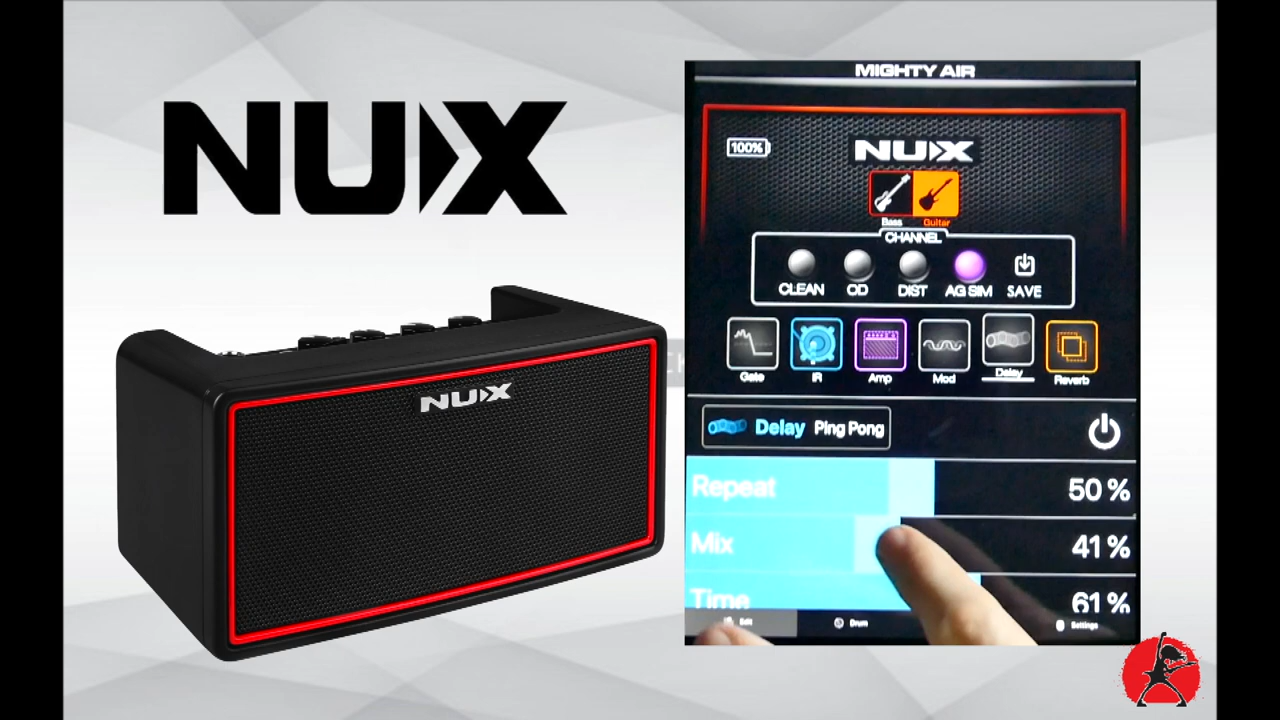 NUX
NUX
MIGHTY AIR
100%
NUX
Bass Guitar
CHANNEL
CLEAN OD DIST AG SIM SAVE
Gate IR Amp Mod Delay Reverb
Delay Ping Pong
Repeat 50 %
Mix 41 %
Time 61 %
Edit Drum Settings